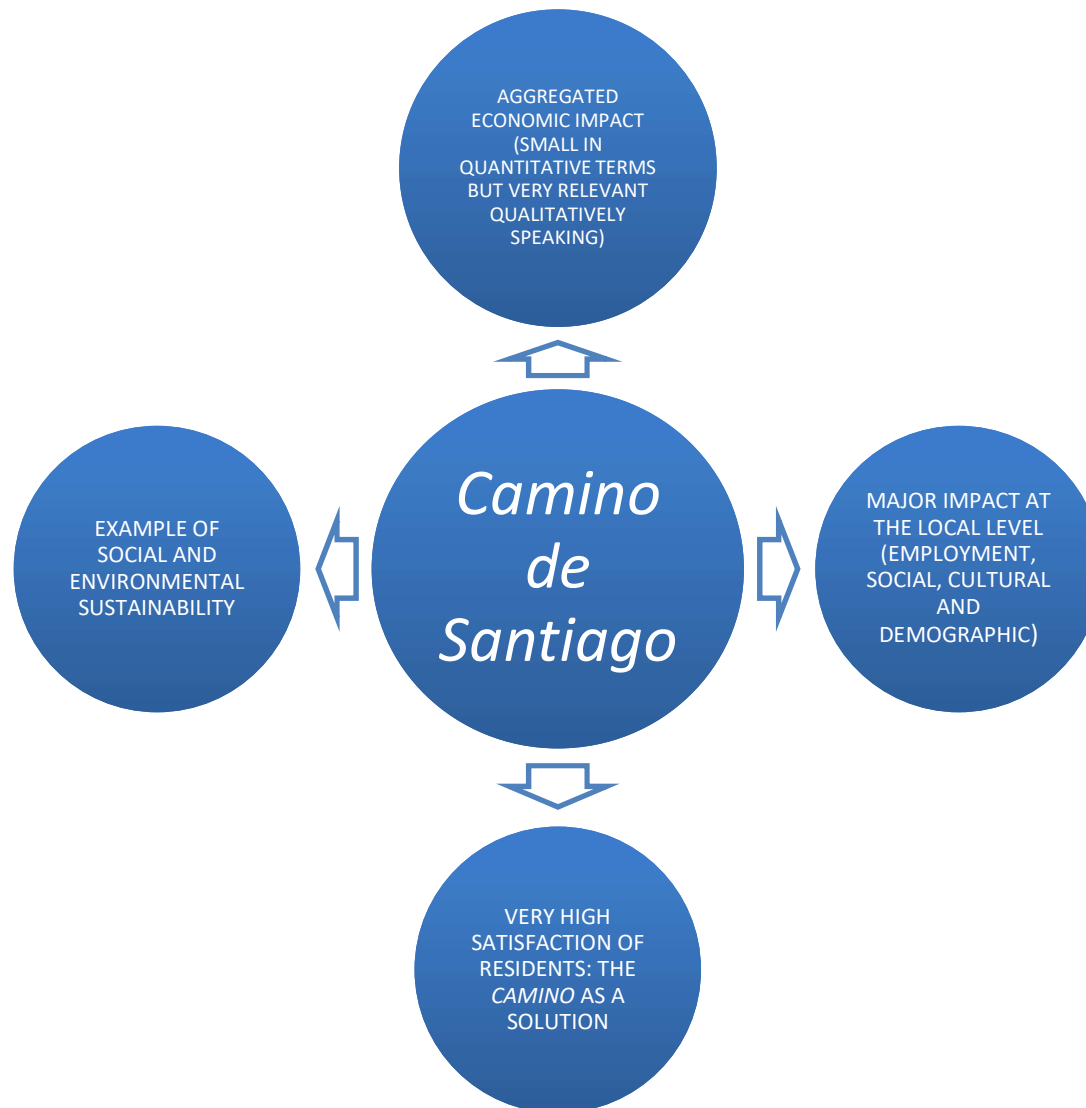 AGGREGATED
ECONOMIC IMPACT
(SMALL IN
QUANTITATIVE TERMS
BUT VERY RELEVANT
QUALITATIVELY
SPEAKING)
EXAMPLE OF
SOCIAL AND
ENVIRONMENTAL
SUSTAINABILITY
Camino
de
Santiago
MAJOR IMPACT AT
THE LOCAL LEVEL
(EMPLOYMENT,
SOCIAL, CULTURAL
AND
DEMOGRAPHIC)
VERY HIGH
SATISFACTION OF
RESIDENTS: THE
CAMINO AS A
SOLUTION